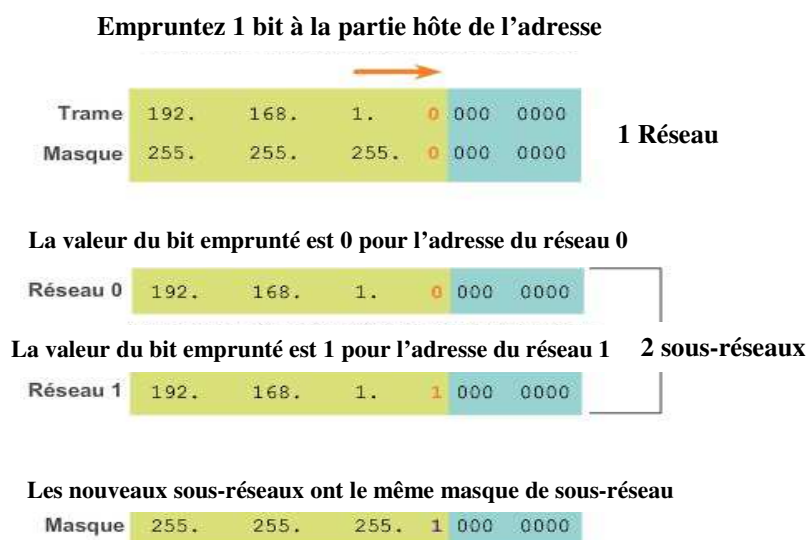 Empruntez 1 bit à la partie hôte de l’adresse
Trame 192. 168. 1. 0 000 0000
Masque 255. 255. 255. 0 000 0000
1 Réseau
La valeur du bit emprunté est 0 pour l’adresse du réseau 0
Réseau 0 192. 168. 1. 0 000 0000
La valeur du bit emprunté est 1 pour l’adresse du réseau 1
2 sous-réseaux
Réseau 1 192. 168. 1. 1 000 0000
Les nouveaux sous-réseaux ont le même masque de sous-réseau
Masque 255. 255. 255. 1 000 0000